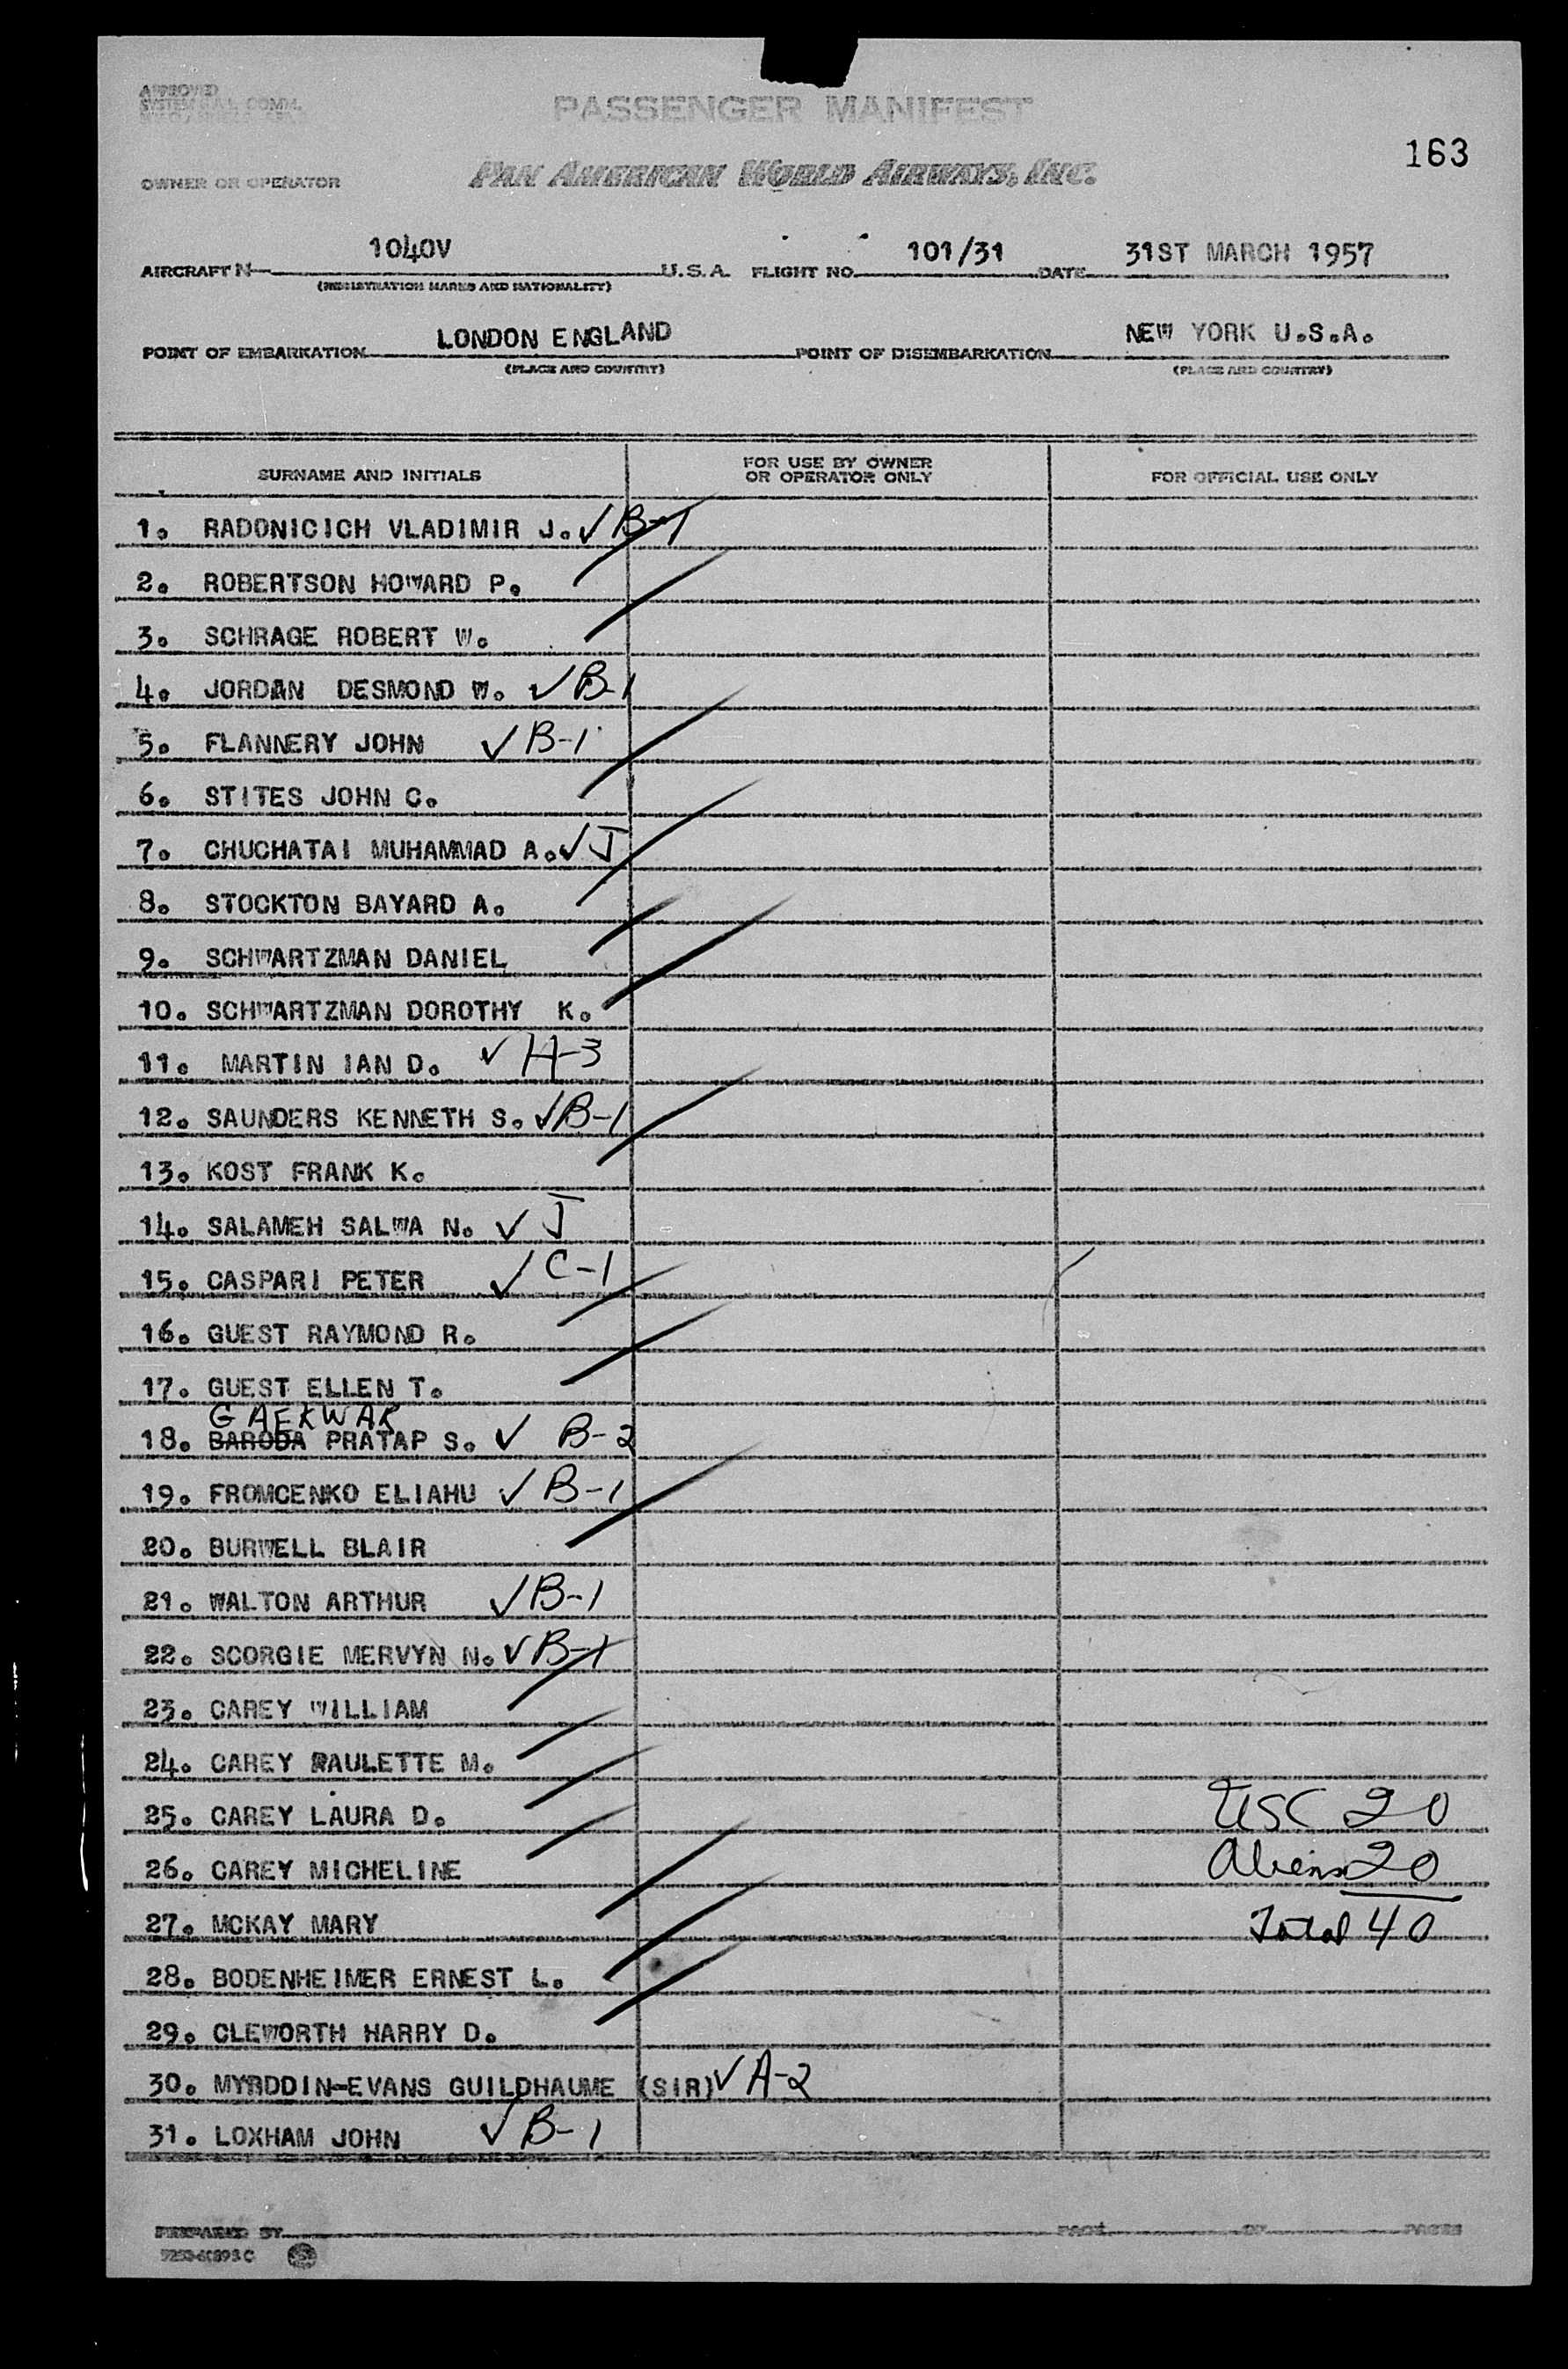 APPROVED
PASSENGER MANIFEST
163
OWNER OR OPERATOR PAN AMERICAN WORLD AIRWAYS, INC.
AIRCRAFT N 1040V U.S.A. FLIGHT NO. 101/31 DATE 31ST MARCH 1957
(REGISTRATION MARKS AND NATIONALITY)
POINT OF EMBARKATION LONDON ENGLAND POINT OF DISEMBARKATION NEW YORK U.S.A.
(PLACE AND COUNTRY) (PLACE AND COUNTRY)
SURNAME AND INITIALS FOR USE BY OWNER OR OPERATOR ONLY FOR OFFICIAL USE ONLY
1. RADONICICH VLADIMIR J. ✓ B-1
2. ROBERTSON HOWARD P.
3. SCHRAGE ROBERT W.
4. JORDAN DESMOND W. ✓ B-1
5. FLANNERY JOHN ✓ B-1
6. STITES JOHN C.
7. CHUCHATAI MUHAMMAD A. ✓ J
8. STOCKTON BAYARD A.
9. SCHWARTZMAN DANIEL
10. SCHWARTZMAN DOROTHY K.
11. MARTIN IAN D. ✓ H-3
12. SAUNDERS KENNETH S. ✓ B-1
13. KOST FRANK K.
14. SALAMEH SALWA N. ✓ J
15. CASPARI PETER ✓ C-1
16. GUEST RAYMOND R.
17. GUEST ELLEN T.
GAEKWAR
18. BARODA PRATAP S. ✓ B-2
19. FROMCENKO ELIAHU ✓ B-1
20. BURWELL BLAIR
21. WALTON ARTHUR ✓ B-1
22. SCORGIE MERVYN N. ✓ B-1
23. CAREY WILLIAM
24. CAREY PAULETTE M.
25. CAREY LAURA D. USC 20
26. CAREY MICHELINE Aliens 20
27. MCKAY MARY Total 40
28. BODENHEIMER ERNEST L.
29. CLEWORTH HARRY D.
30. MYRDDIN-EVANS GUILDHAUME (SIR) ✓ A-2
31. LOXHAM JOHN ✓ B-1
PREPARED BY PAGE OF PAGES